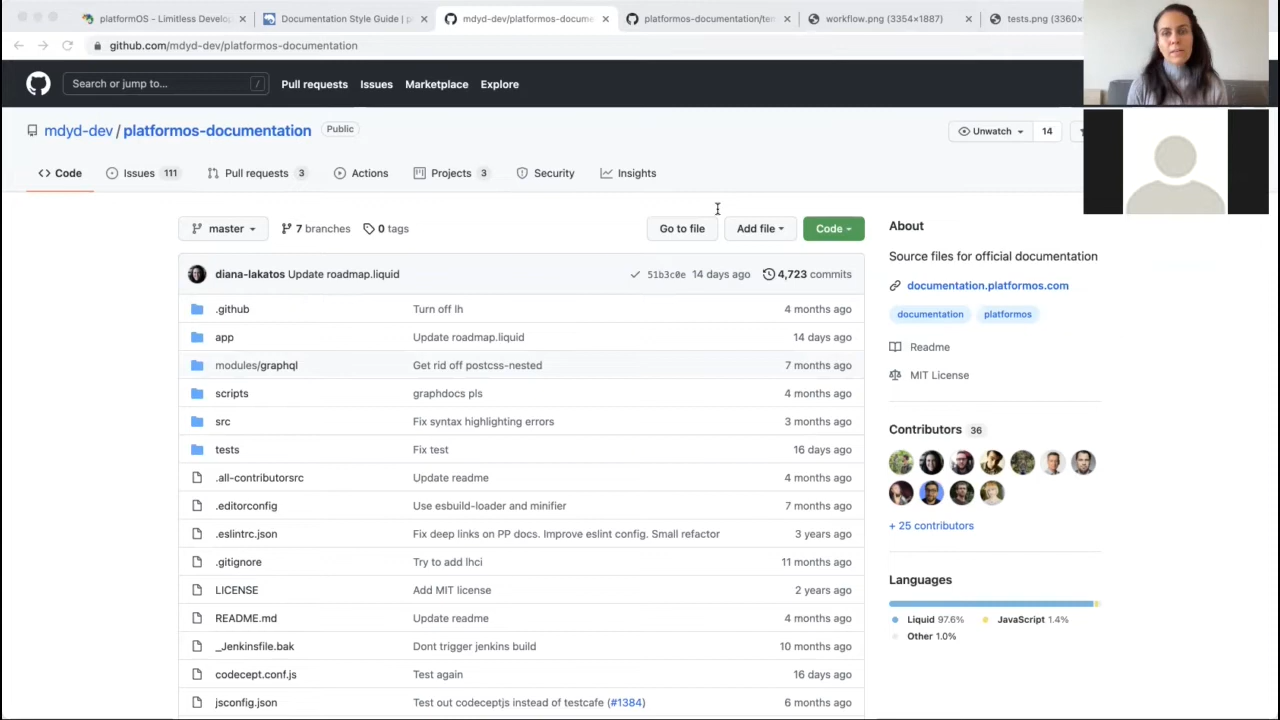 platformOS - Limitless Develop
Documentation Style Guide | p
mdyd-dev/platformos-docume
platformos-documentation/ten
workflow.png (3354×1887)
tests.png (3360×
github.com/mdyd-dev/platformos-documentation
Search or jump to...
/
Pull requests
Issues
Marketplace
Explore
mdyd-dev / platformos-documentation
Public
Unwatch
14
Code
Issues 111
Pull requests 3
Actions
Projects 3
Security
Insights
master
7 branches
0 tags
Go to file
Add file
Code
diana-lakatos Update roadmap.liquid
51b3c0e 14 days ago
4,723 commits
.github Turn off lh 4 months ago
app Update roadmap.liquid 14 days ago
modules/graphql Get rid off postcss-nested 7 months ago
scripts graphdocs pls 4 months ago
src Fix syntax highlighting errors 3 months ago
tests Fix test 16 days ago
.all-contributorsrc Update readme 4 months ago
.editorconfig Use esbuild-loader and minifier 7 months ago
.eslintrc.json Fix deep links on PP docs. Improve eslint config. Small refactor 3 years ago
.gitignore Try to add lhci 11 months ago
LICENSE Add MIT license 2 years ago
README.md Update readme 4 months ago
_Jenkinsfile.bak Dont trigger jenkins build 10 months ago
codecept.conf.js Test again 16 days ago
jsconfig.json Test out codeceptjs instead of testcafe (#1384) 6 months ago
About
Source files for official documentation
documentation.platformos.com
documentation
platformos
Readme
MIT License
Contributors 36
+ 25 contributors
Languages
Liquid 97.6%
JavaScript 1.4%
Other 1.0%